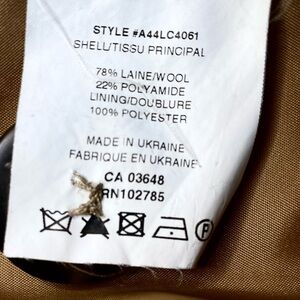 STYLE #A44LC4061
SHELL/TISSU PRINCIPAL
78% LAINE/WOOL
22% POLYAMIDE
LINING/DOUBLURE
100% POLYESTER
MADE IN UKRAINE
FABRIQUE EN UKRAINE
CA 03648
RN102785
P